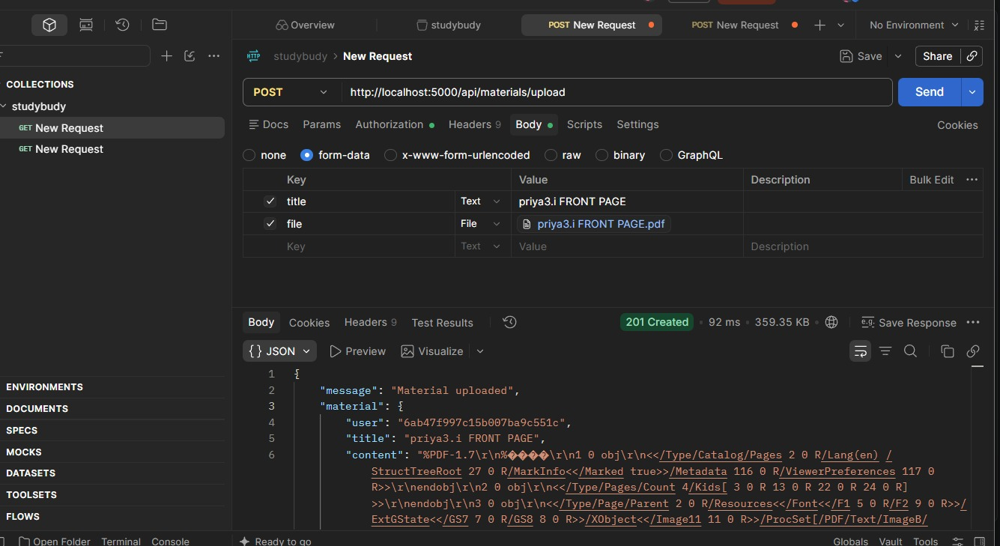 Overview
studybudy
POST New Request
POST New Request
No Environment
HTTP studybudy > New Request
Save
Share
COLLECTIONS
studybudy
GET New Request
GET New Request
POST
http://localhost:5000/api/materials/upload
Send
Docs Params Authorization Headers 9 Body Scripts Settings
Cookies
none form-data x-www-form-urlencoded raw binary GraphQL
Key Value Description Bulk Edit
title Text priya3.i FRONT PAGE
file File priya3.i FRONT PAGE.pdf
Key Text Value Description
Body Cookies Headers 9 Test Results
201 Created 92 ms 359.35 KB e.g. Save Response
{} JSON Preview Visualize
1 {
2 "message": "Material uploaded",
3 "material": {
4 "user": "6ab47f997c15b007ba9c551c",
5 "title": "priya3.i FRONT PAGE",
6 "content": "%PDF-1.7\r\n%����\r\n1 0 obj\r\n<</Type/Catalog/Pages 2 0 R/Lang(en) /
StructTreeRoot 27 0 R/MarkInfo<</Marked true>>/Metadata 116 0 R/ViewerPreferences 117 0
R>>\r\nendobj\r\n2 0 obj\r\n<</Type/Pages/Count 4/Kids[ 3 0 R 13 0 R 22 0 R 24 0 R]
>>\r\nendobj\r\n3 0 obj\r\n<</Type/Page/Parent 2 0 R/Resources<</Font<</F1 5 0 R/F2 9 0 R>>/
ExtGState<</GS7 7 0 R/GS8 8 0 R>>/XObject<</Image11 11 0 R>>/ProcSet[/PDF/Text/ImageB/
ENVIRONMENTS
DOCUMENTS
SPECS
MOCKS
DATASETS
TOOLSETS
FLOWS
Open Folder Terminal Console
Ready to go
Globals Vault Tools